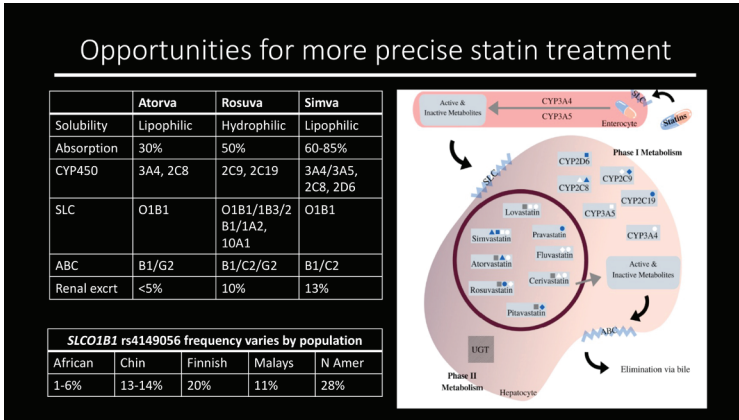 Opportunities for more precise statin treatment
Atorva Rosuva Simva
Solubility Lipophilic Hydrophilic Lipophilic
Absorption 30% 50% 60-85%
CYP450 3A4, 2C8 2C9, 2C19 3A4/3A5,
2C8, 2D6
SLC O1B1 O1B1/1B3/2 O1B1
B1/1A2,
10A1
ABC B1/G2 B1/C2/G2 B1/C2
Renal excrt <5% 10% 13%
SLCO1B1 rs4149056 frequency varies by population
African Chin Finnish Malays N Amer
1-6% 13-14% 20% 11% 28%
Active &
Inactive Metabolites
CYP3A4
CYP3A5
SLC
Enterocyte
Statins
Phase I Metabolism
SLC
CYP2D6
CYP2C9
CYP2C8
CYP2C19
CYP3A5
CYP3A4
Lovastatin
Simvastatin
Pravastatin
Fluvastatin
Atorvastatin
Cerivastatin
Rosuvastatin
Pitavastatin
Active &
Inactive Metabolites
ABC
UGT
Phase II
Metabolism
Hepatocyte
Elimination via bile